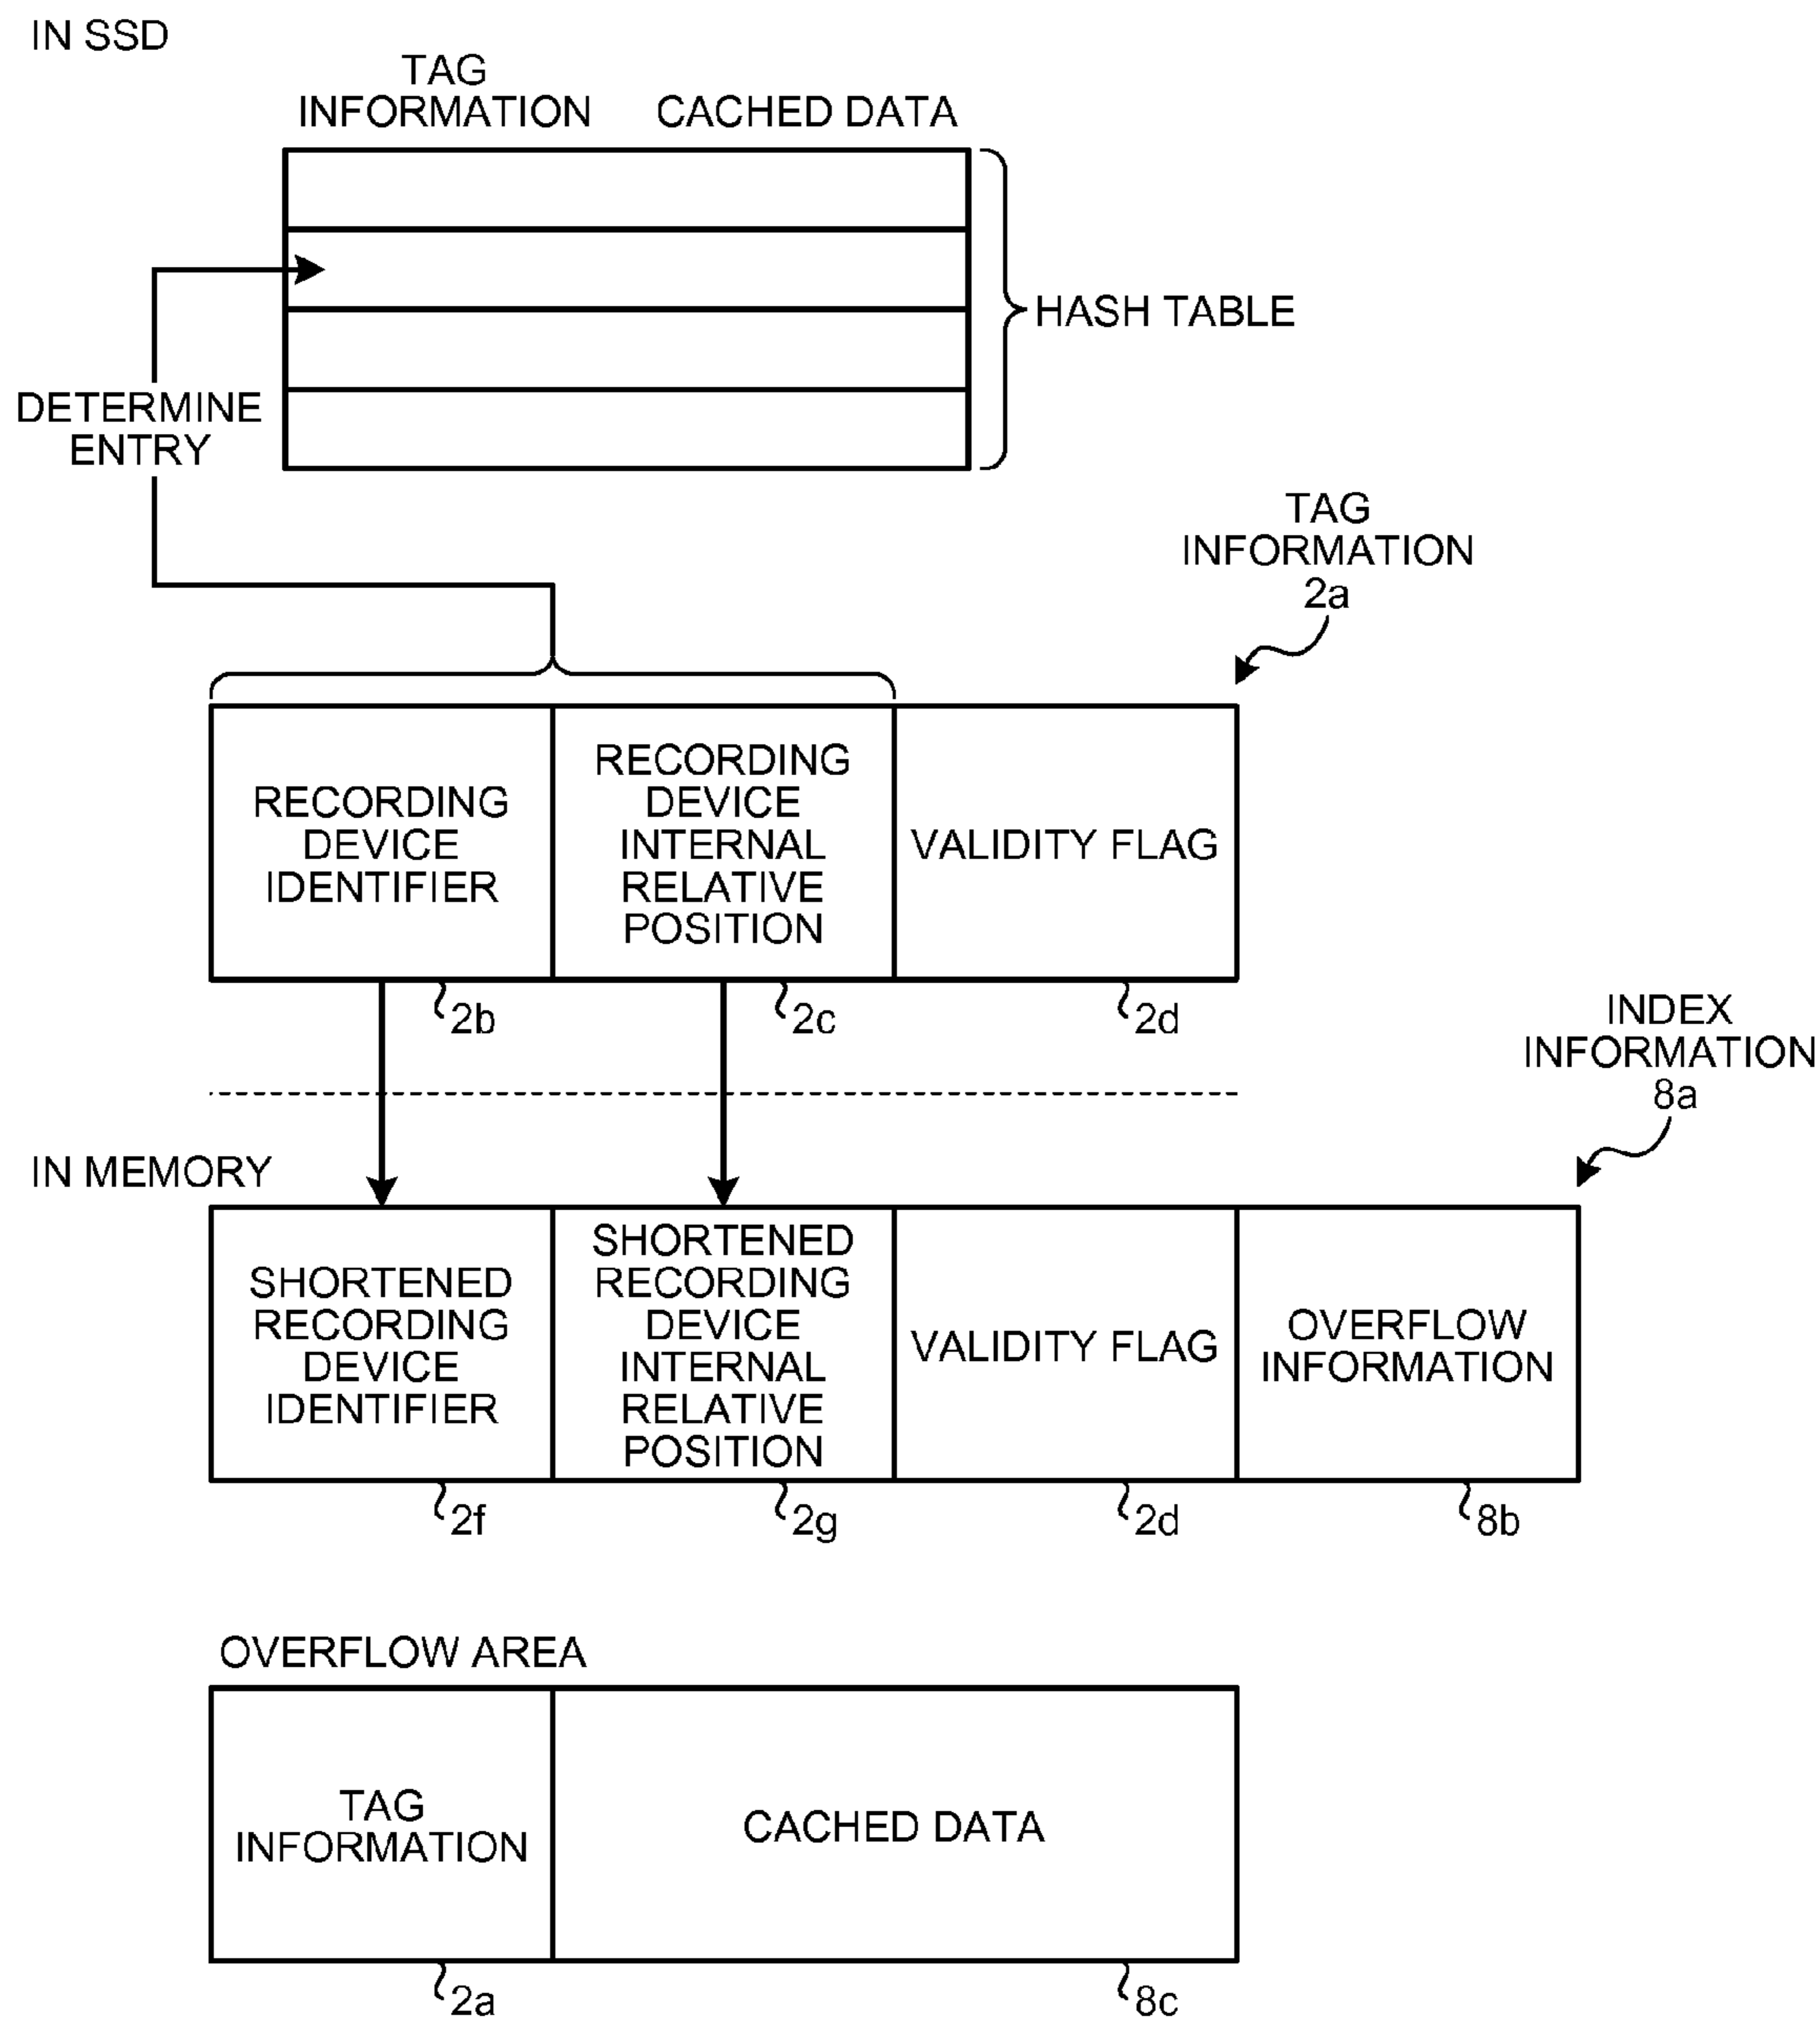 IN SSD
TAG
INFORMATION
CACHED DATA
HASH TABLE
DETERMINE
ENTRY
TAG
INFORMATION
2a
RECORDING
DEVICE
IDENTIFIER
RECORDING
DEVICE
INTERNAL
RELATIVE
POSITION
VALIDITY FLAG
2b
2c
2d
INDEX
INFORMATION
8a
IN MEMORY
SHORTENED
RECORDING
DEVICE
IDENTIFIER
SHORTENED
RECORDING
DEVICE
INTERNAL
RELATIVE
POSITION
VALIDITY FLAG
OVERFLOW
INFORMATION
2f
2g
2d
8b
OVERFLOW AREA
TAG
INFORMATION
CACHED DATA
2a
8c